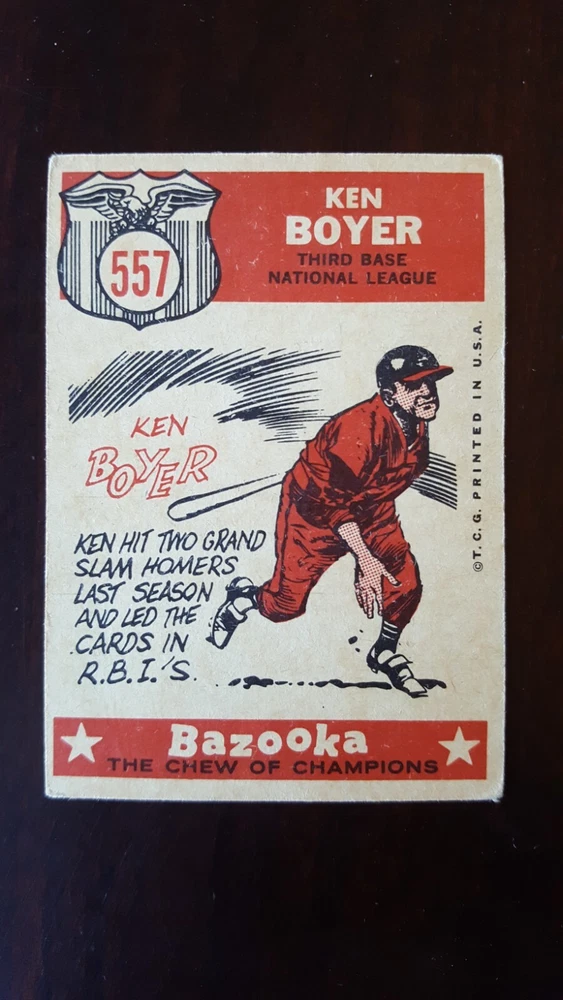 557
KEN
BOYER
THIRD BASE
NATIONAL LEAGUE
KEN
BOYER
KEN HIT TWO GRAND
SLAM HOMERS
LAST SEASON
AND LED THE
CARDS IN
R.B.I.'S.
©T.C.G. PRINTED IN U.S.A.
Bazooka
THE CHEW OF CHAMPIONS